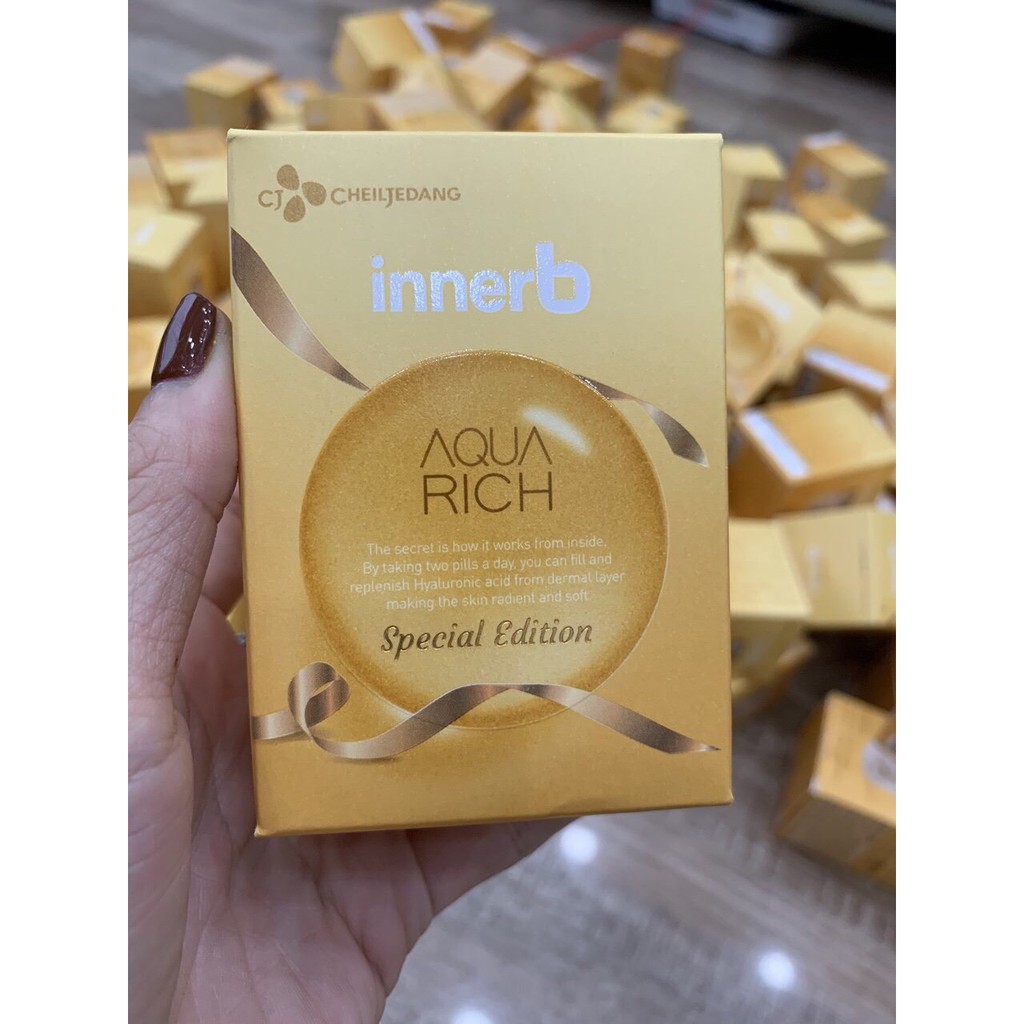 CJ CHEILJEDANG
innerb
AQUA
RICH
The secret is how it works from inside.
By taking two pills a day, you can fill and
replenish Hyaluronic acid from dermal layer
making the skin radient and soft
Special Edition